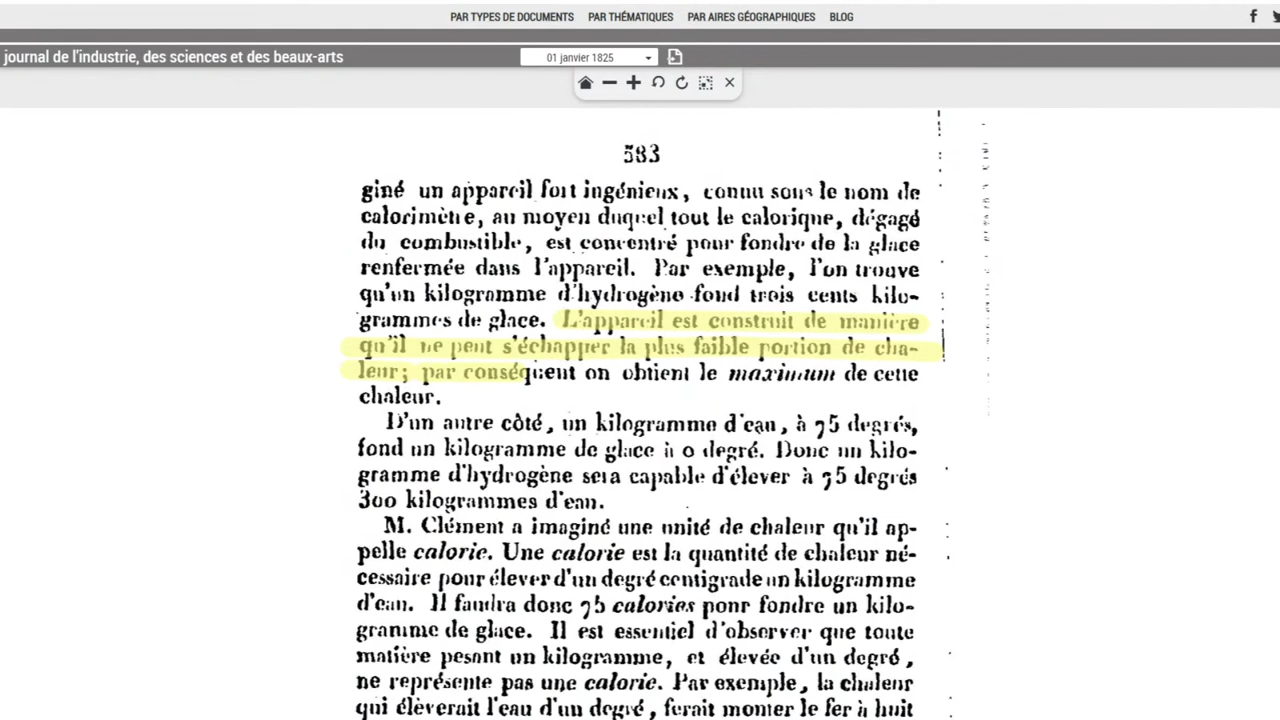 PAR TYPES DE DOCUMENTS PAR THÉMATIQUES PAR AIRES GÉOGRAPHIQUES BLOG
journal de l'industrie, des sciences et des beaux-arts 01 janvier 1825
583
giné un appareil fort ingénieux, connu sous le nom de
calorimètre, au moyen duquel tout le calorique, dégagé
du combustible, est concentré pour fondre de la glace
renfermée dans l'appareil. Par exemple, l'on trouve
qu'un kilogramme d'hydrogène fond trois cents kilo-
grammes de glace. L'appareil est construit de manière
qu'il ne peut s'échapper la plus faible portion de cha-
leur; par conséquent on obtient le maximum de cette
chaleur.
D'un autre côté, un kilogramme d'eau, à 75 degrés,
fond un kilogramme de glace à 0 degré. Donc un kilo-
gramme d'hydrogène sera capable d'élever à 75 degrés
300 kilogrammes d'eau.
M. Clément a imaginé une unité de chaleur qu'il ap-
pelle calorie. Une calorie est la quantité de chaleur né-
cessaire pour élever d'un degré centigrade un kilogramme
d'eau. Il faudra donc 75 calories pour fondre un kilo-
gramme de glace. Il est essentiel d'observer que toute
matière pesant un kilogramme, et élevée d'un degré,
ne représente pas une calorie. Par exemple, la chaleur
qui élèverait l'eau d'un degré, ferait monter le fer à huit